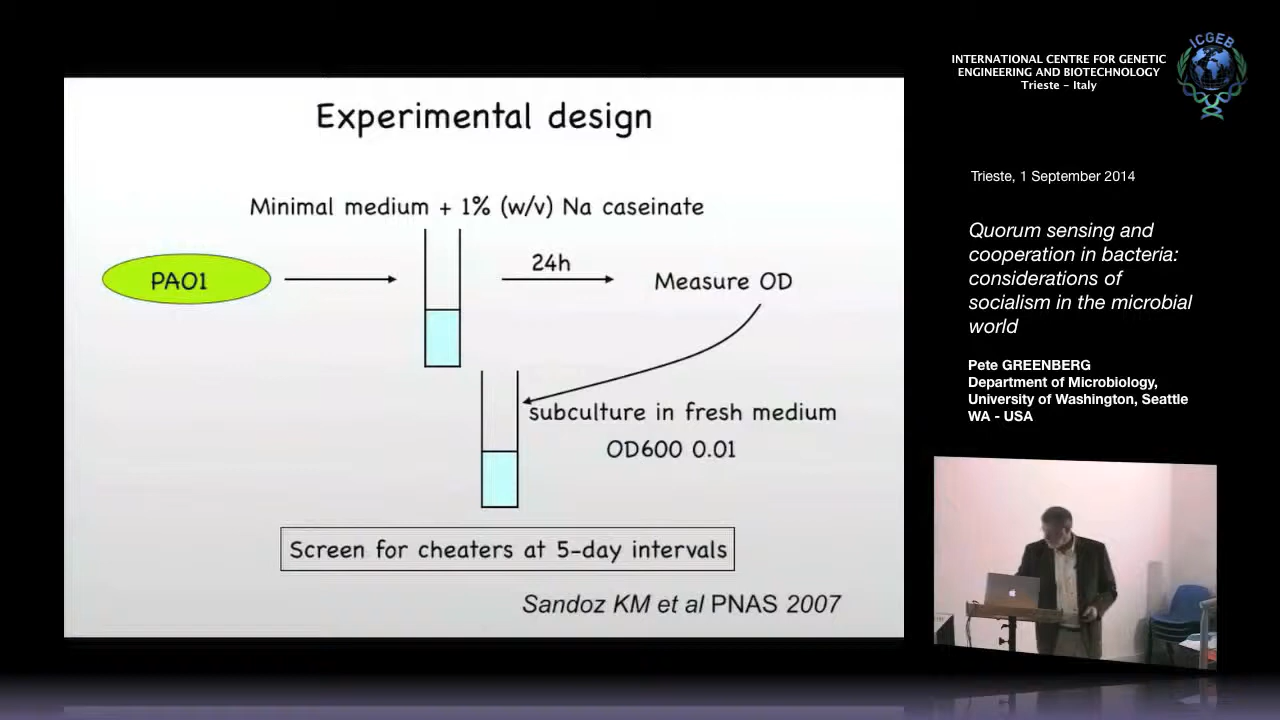 Experimental design
Minimal medium + 1% (w/v) Na caseinate
PAO1
24h
Measure OD
subculture in fresh medium
OD600 0.01
Screen for cheaters at 5-day intervals
Sandoz KM et al PNAS 2007
INTERNATIONAL CENTRE FOR GENETIC
ENGINEERING AND BIOTECHNOLOGY
Trieste - Italy
ICGEB
Trieste, 1 September 2014
Quorum sensing and
cooperation in bacteria:
considerations of
socialism in the microbial
world
Pete GREENBERG
Department of Microbiology,
University of Washington, Seattle
WA - USA